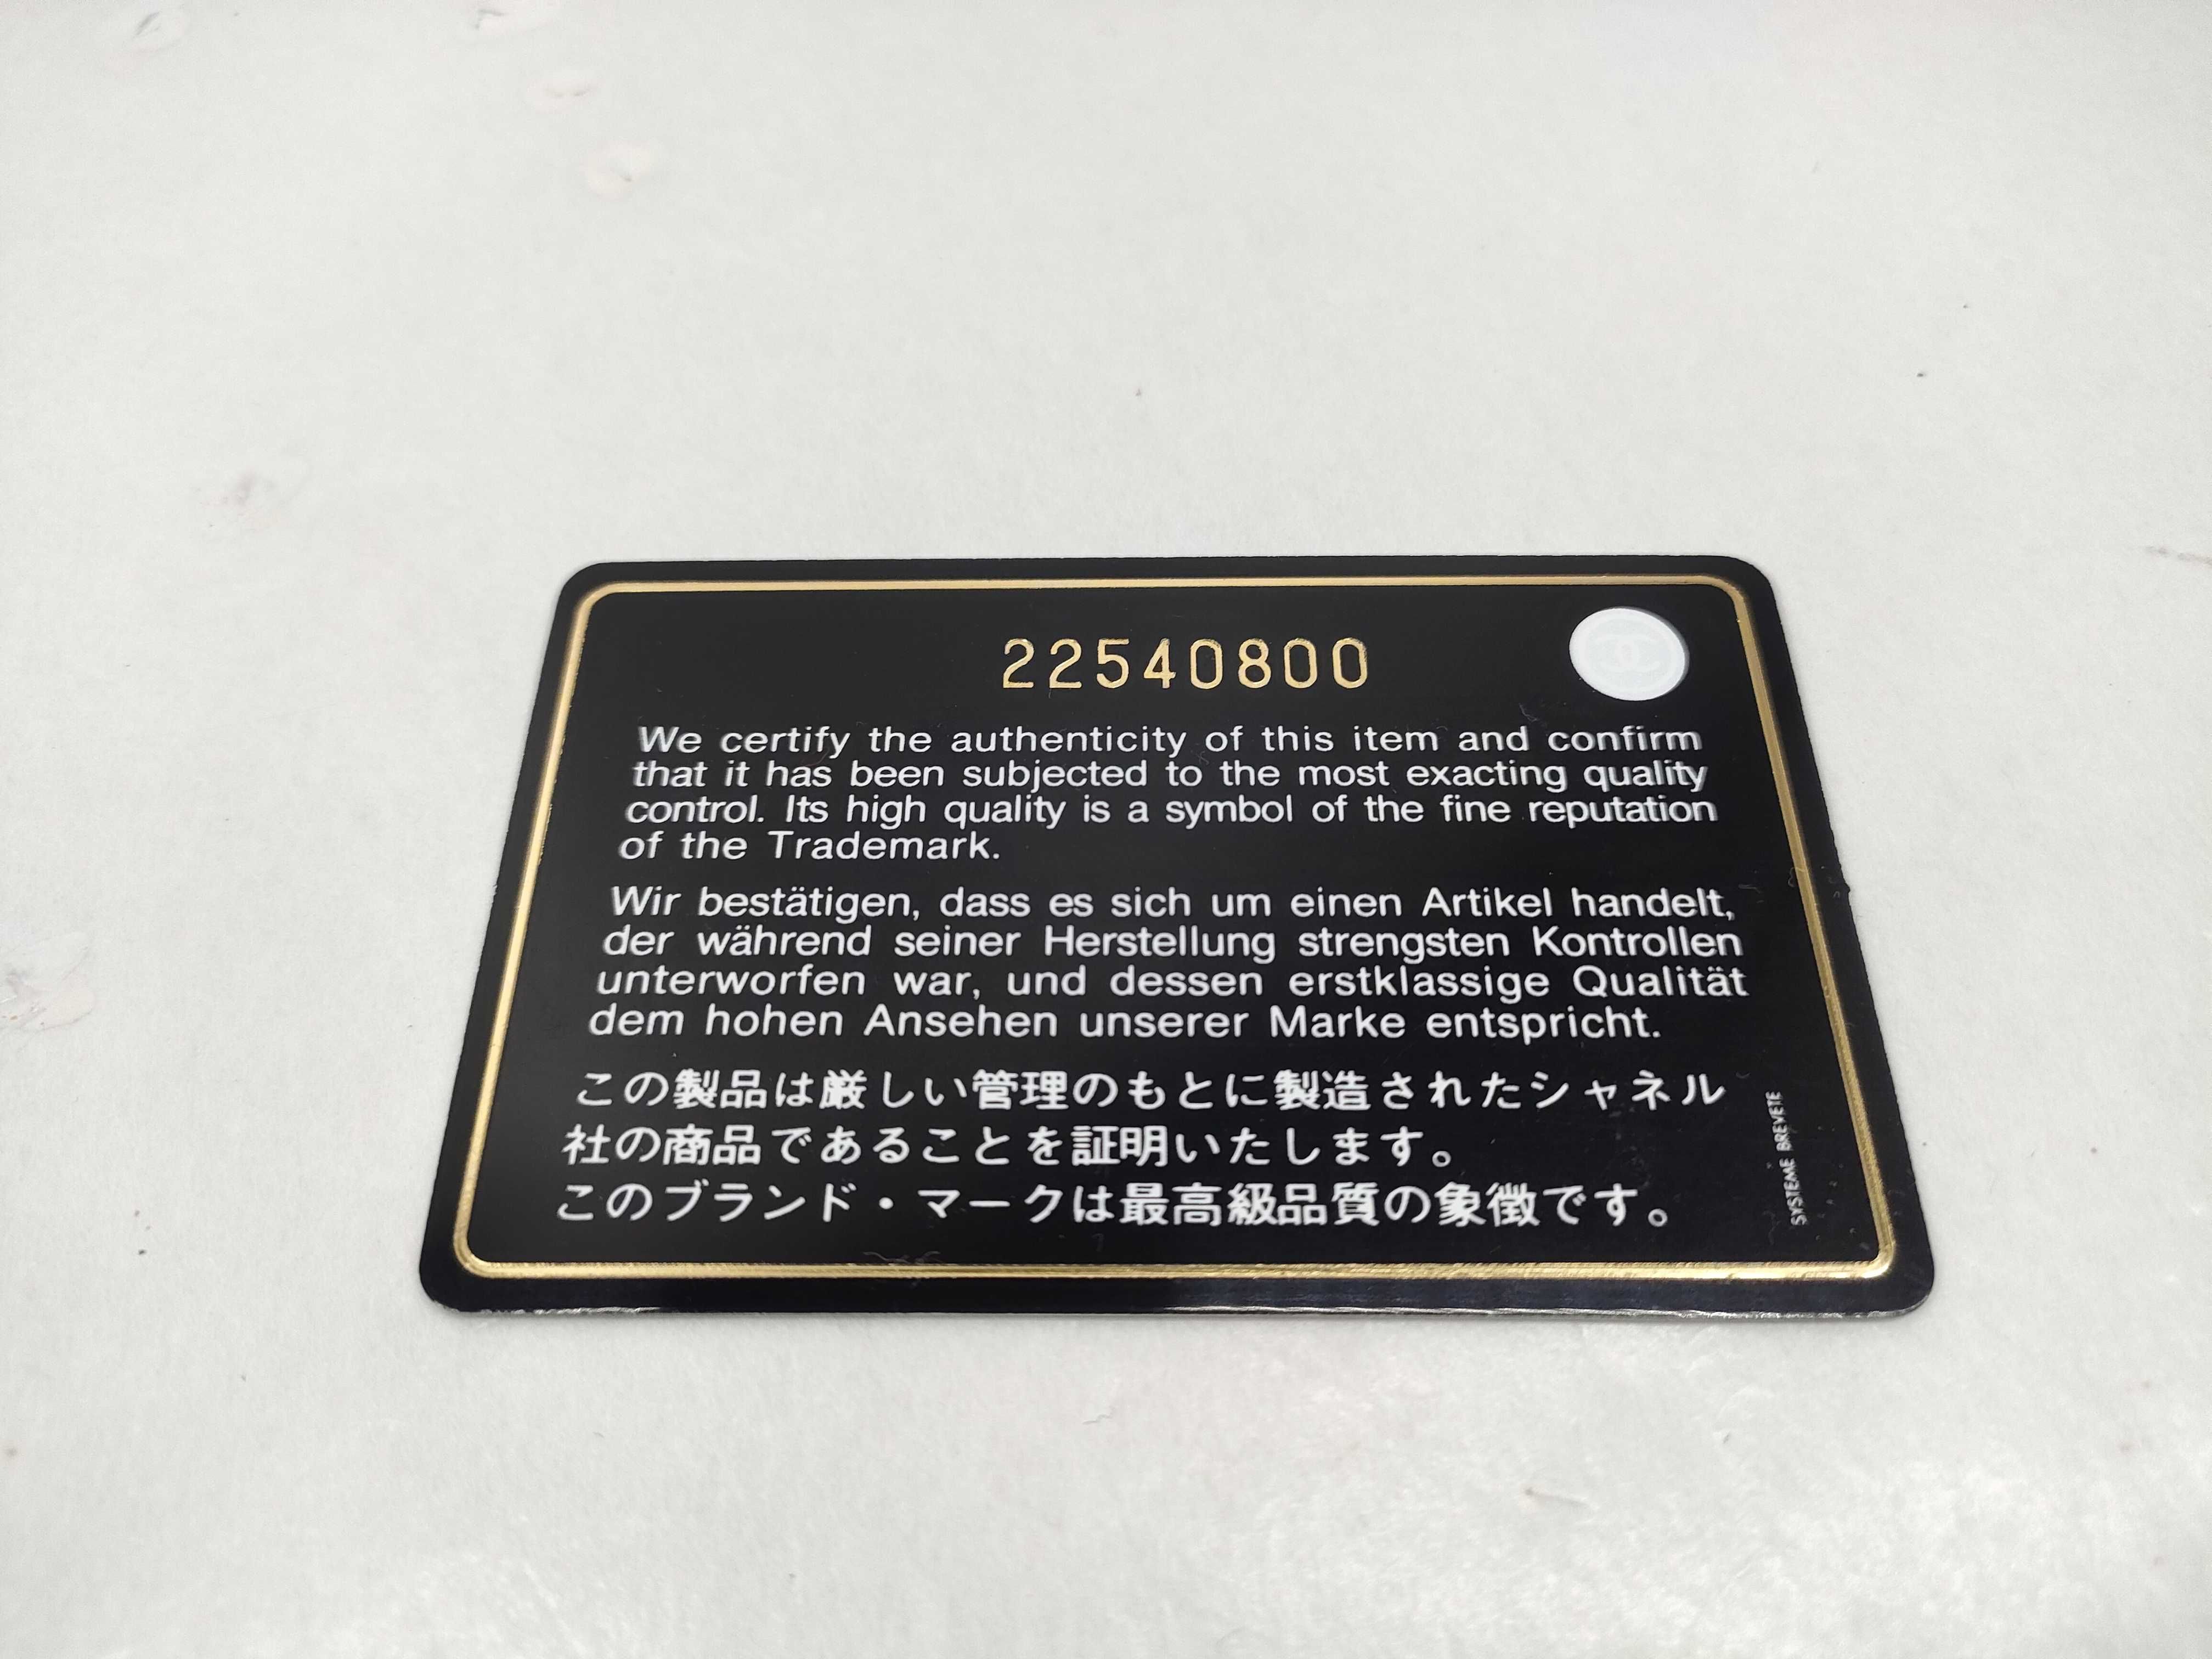 22540800
We certify the authenticity of this item and confirm
that it has been subjected to the most exacting quality
control. Its high quality is a symbol of the fine reputation
of the Trademark.
Wir bestätigen, dass es sich um einen Artikel handelt,
der während seiner Herstellung strengsten Kontrollen
unterworfen war, und dessen erstklassige Qualität
dem hohen Ansehen unserer Marke entspricht.
この製品は厳しい管理のもとに製造されたシャネル
社の商品であることを証明いたします。
このブランド・マークは最高級品質の象徴です。
SYSTEME BREVETE